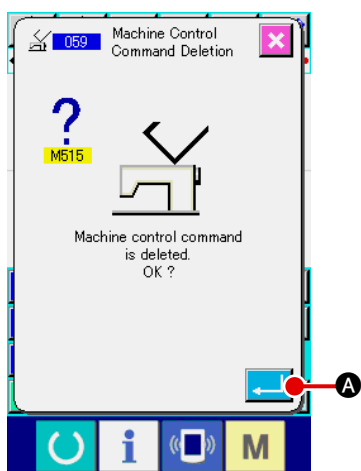 059
Machine Control
Command Deletion
?
M515
Machine control command
is deleted.
OK ?
A
i
M